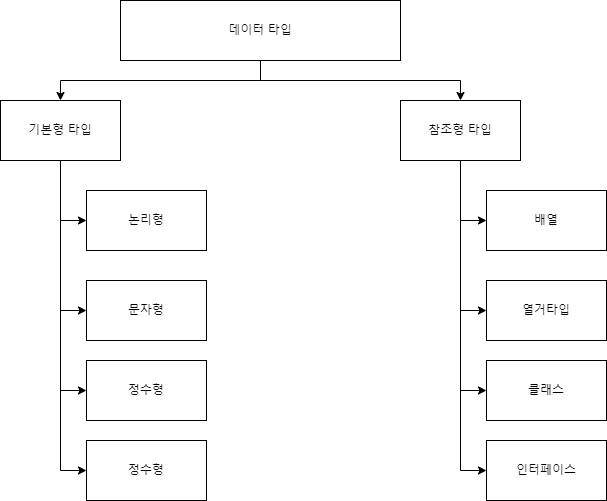 데이터 타입
기본형 타입
참조형 타입
논리형
배열
문자형
열거타입
정수형
클래스
정수형
인터페이스